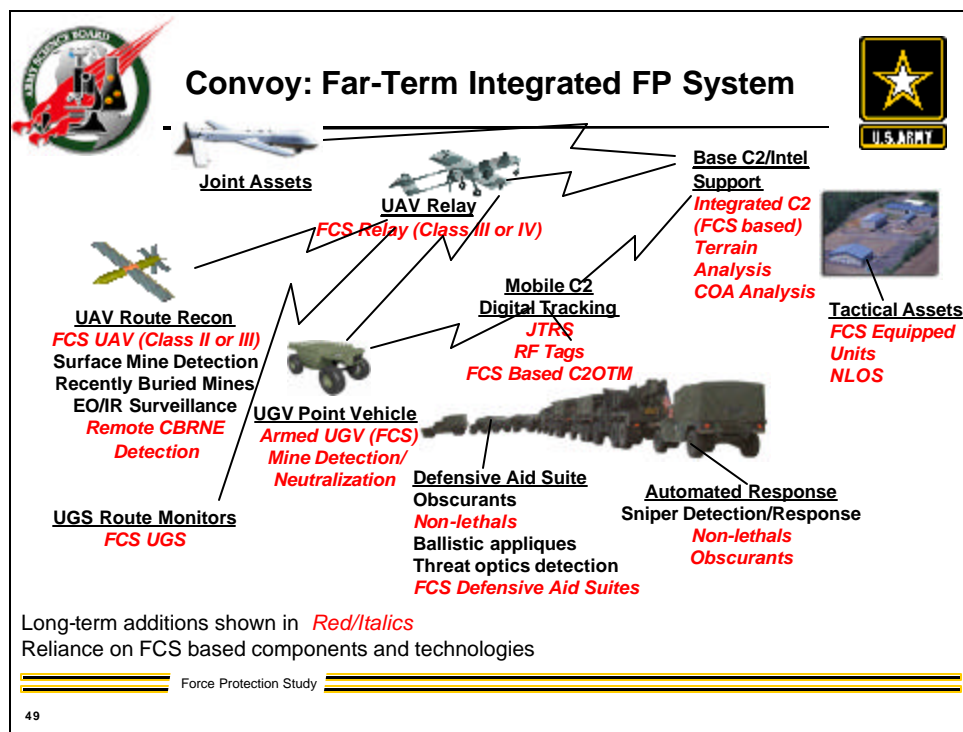 ARMY SCIENCE BOARD
Convoy: Far-Term Integrated FP System
U.S. ARMY
Joint Assets
UAV Relay
FCS Relay (Class III or IV)
Base C2/Intel
Support
Integrated C2
(FCS based)
Terrain
Analysis
COA Analysis
UAV Route Recon
FCS UAV (Class II or III)
Surface Mine Detection
Recently Buried Mines
EO/IR Surveillance
Remote CBRNE
Detection
Mobile C2
Digital Tracking
JTRS
RF Tags
FCS Based C2OTM
Tactical Assets
FCS Equipped
Units
NLOS
UGV Point Vehicle
Armed UGV (FCS)
Mine Detection/
Neutralization
UGS Route Monitors
FCS UGS
Defensive Aid Suite
Obscurants
Non-lethals
Ballistic appliques
Threat optics detection
FCS Defensive Aid Suites
Automated Response
Sniper Detection/Response
Non-lethals
Obscurants
Long-term additions shown in Red/Italics
Reliance on FCS based components and technologies
Force Protection Study
49